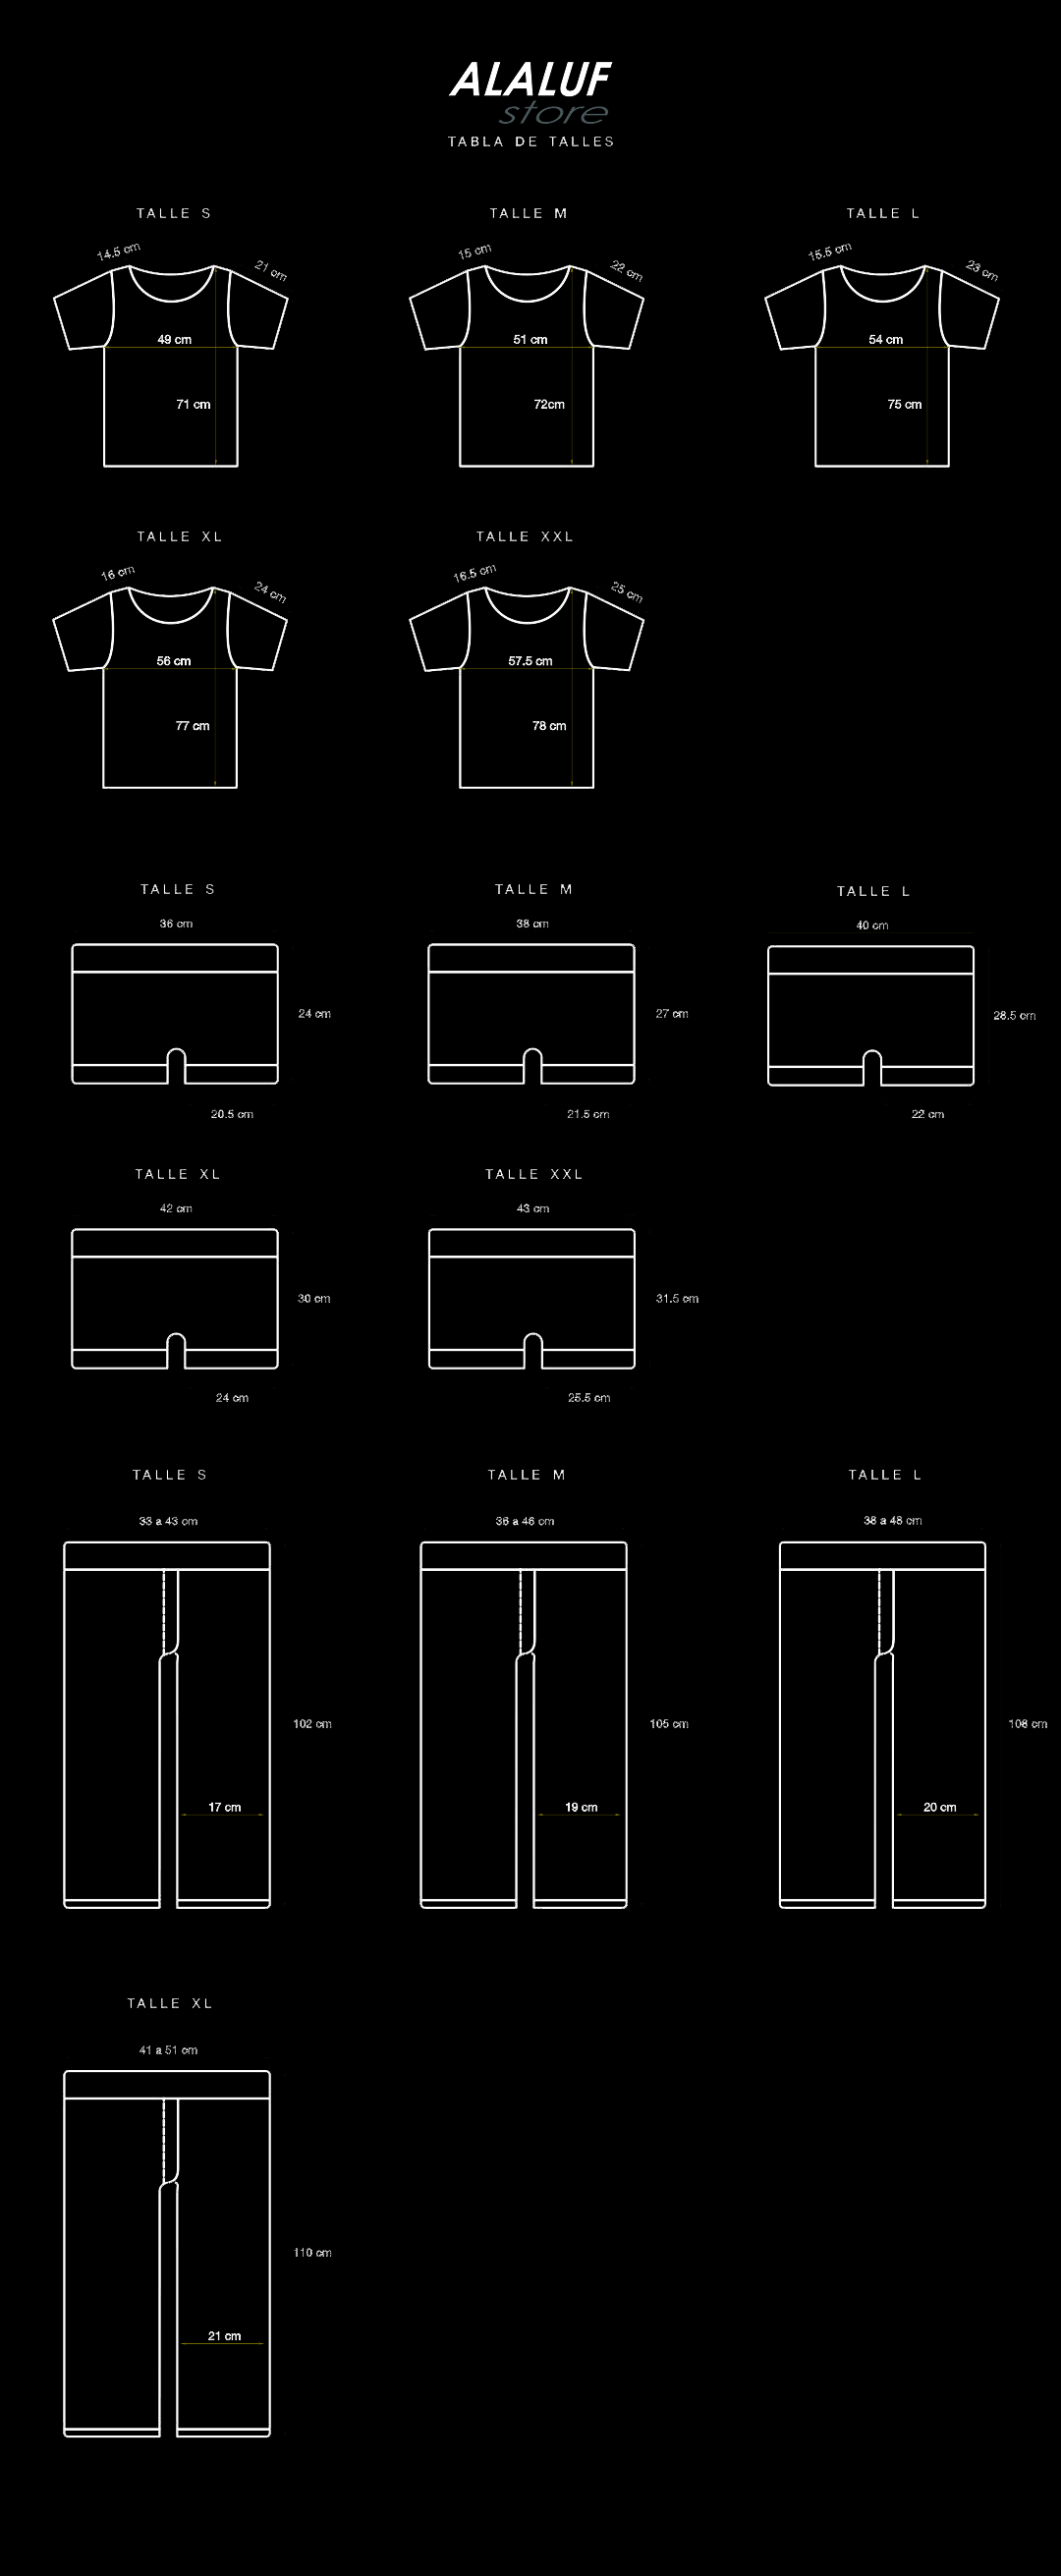 ALALUF
store
TABLA DE TALLES
TALLE S
14.5 cm
21 cm
49 cm
71 cm
TALLE M
15 cm
22 cm
51 cm
72cm
TALLE L
15.5 cm
23 cm
54 cm
75 cm
TALLE XL
16 cm
24 cm
56 cm
77 cm
TALLE XXL
16.5 cm
25 cm
57.5 cm
78 cm
TALLE S
36 cm
24 cm
20.5 cm
TALLE M
38 cm
27 cm
21.5 cm
TALLE L
40 cm
28.5 cm
22 cm
TALLE XL
42 cm
30 cm
24 cm
TALLE XXL
43 cm
31.5 cm
25.5 cm
TALLE S
33 a 43 cm
102 cm
17 cm
TALLE M
36 a 46 cm
105 cm
19 cm
TALLE L
38 a 48 cm
108 cm
20 cm
TALLE XL
41 a 51 cm
110 cm
21 cm